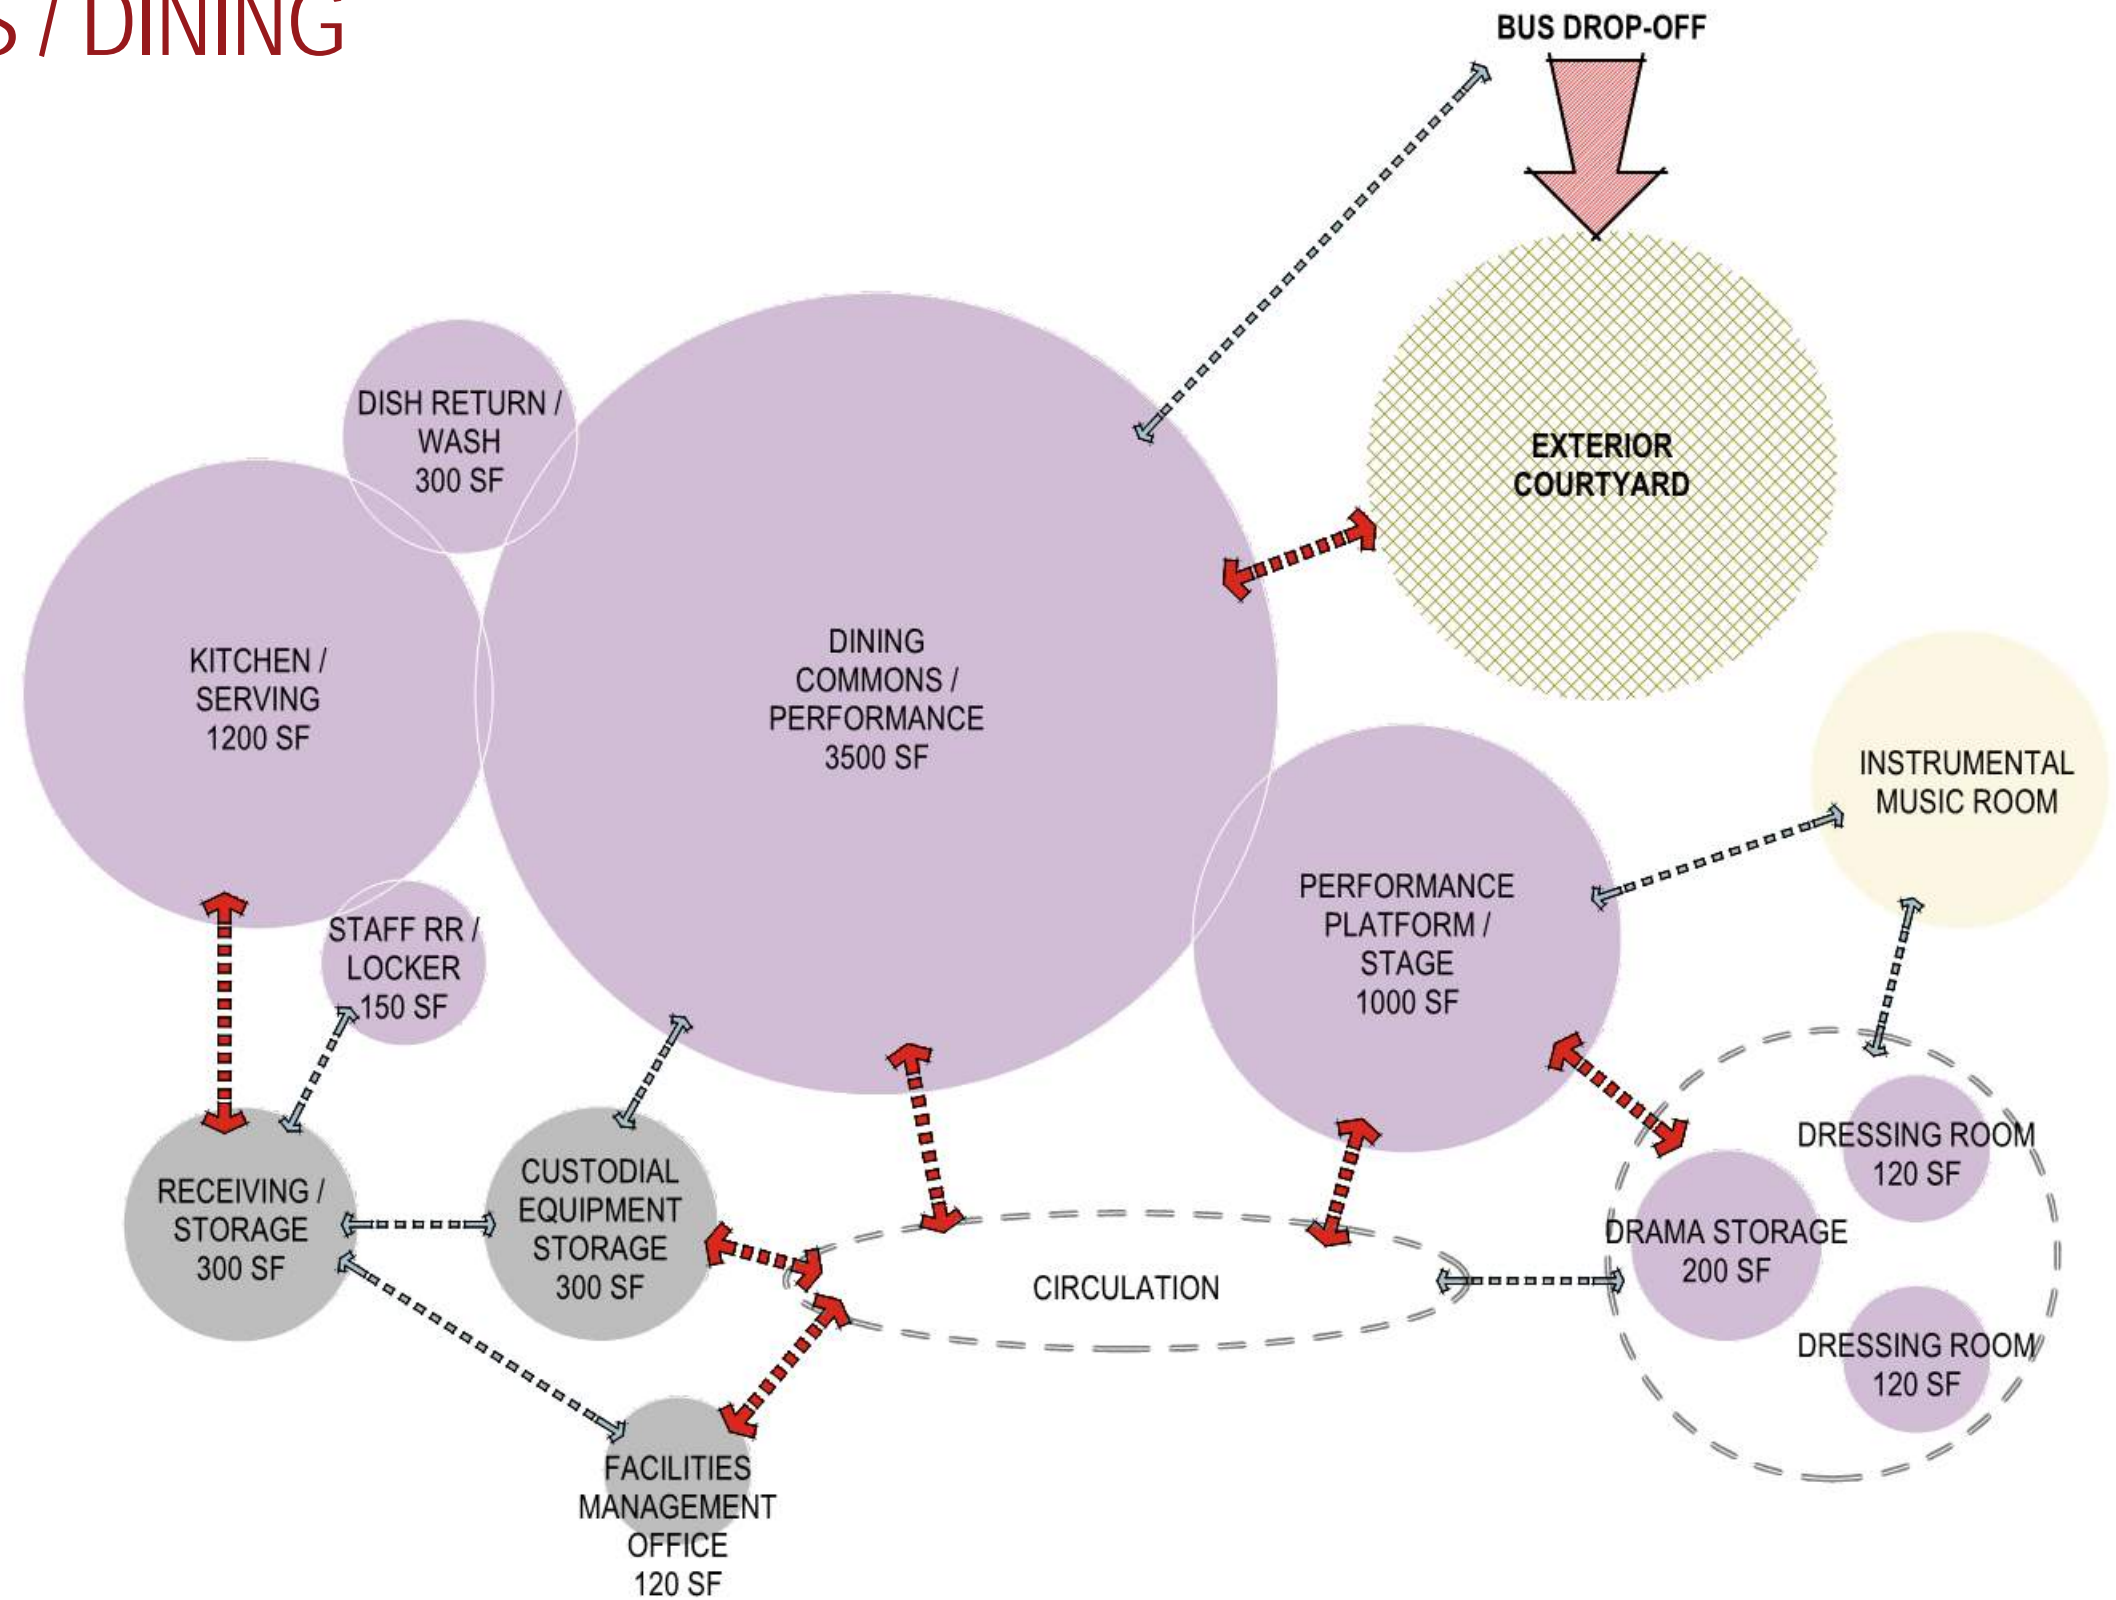 S / DINING
BUS DROP-OFF
DISH RETURN /
WASH
300 SF
EXTERIOR
COURTYARD
KITCHEN /
SERVING
1200 SF
DINING
COMMONS /
PERFORMANCE
3500 SF
INSTRUMENTAL
MUSIC ROOM
PERFORMANCE
PLATFORM /
STAGE
1000 SF
STAFF RR /
LOCKER
150 SF
RECEIVING /
STORAGE
300 SF
CUSTODIAL
EQUIPMENT
STORAGE
300 SF
CIRCULATION
DRESSING ROOM
120 SF
DRAMA STORAGE
200 SF
DRESSING ROOM
120 SF
FACILITIES
MANAGEMENT
OFFICE
120 SF